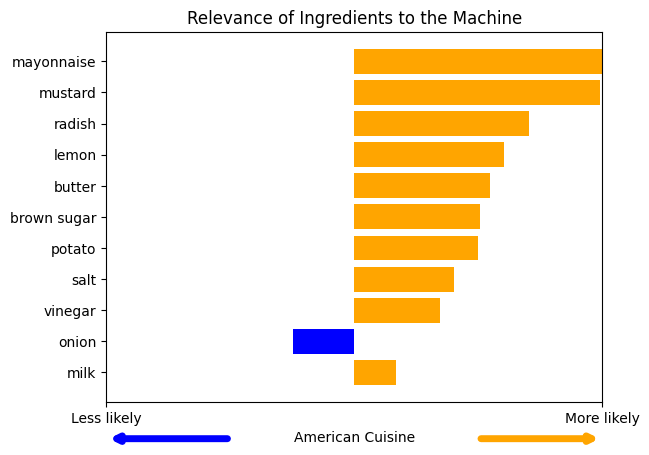 Relevance of Ingredients to the Machine
mayonnaise
mustard
radish
lemon
butter
brown sugar
potato
salt
vinegar
onion
milk
Less likely
More likely
American Cuisine